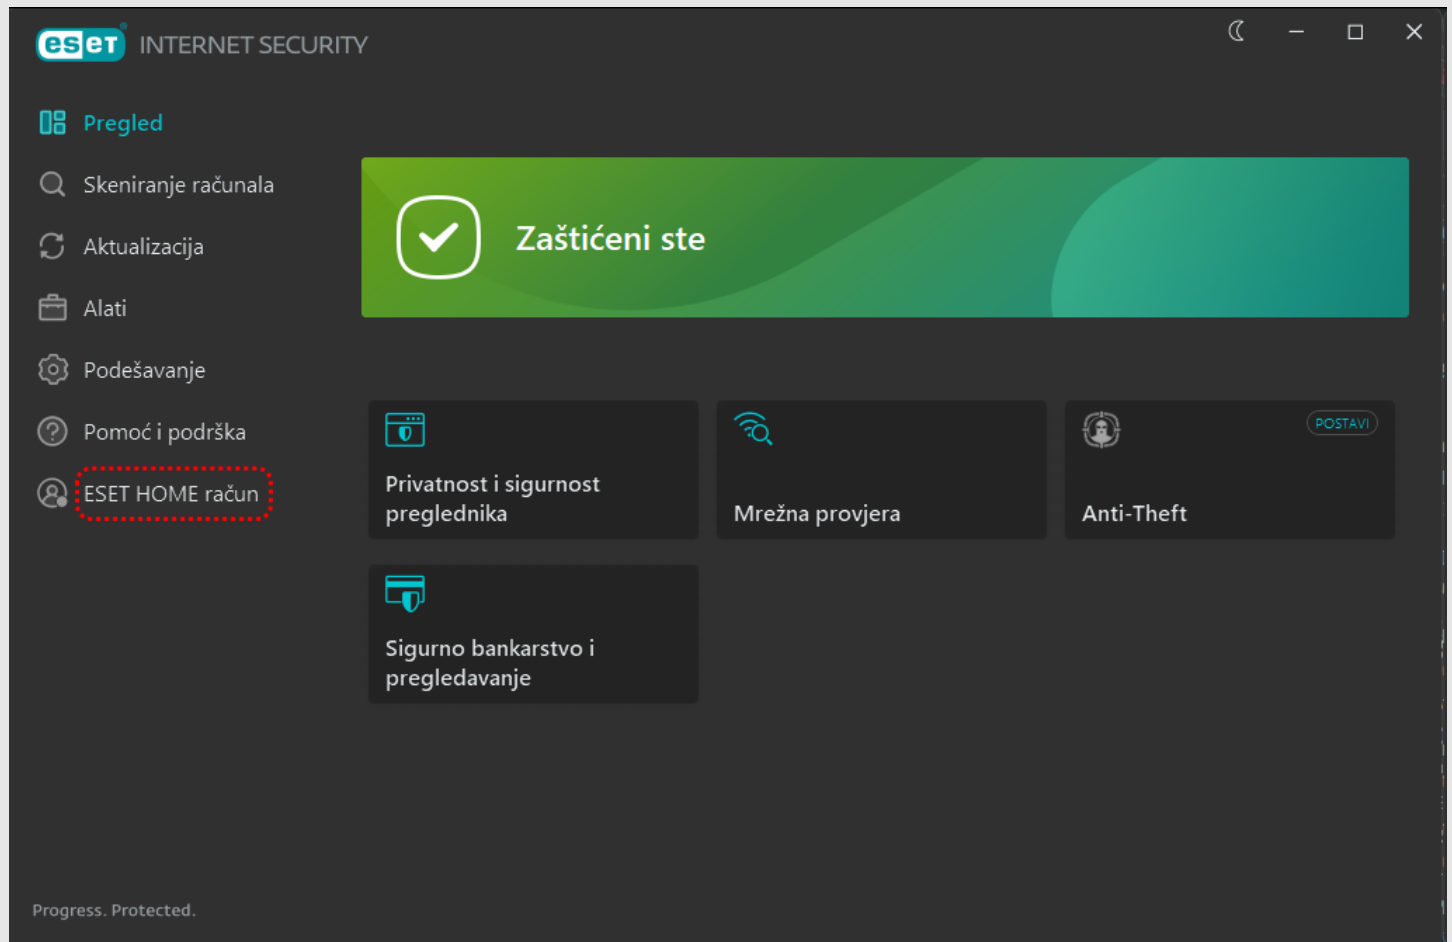 eset INTERNET SECURITY
Pregled
Skeniranje računala
Aktualizacija
Alati
Podešavanje
Pomoć i podrška
ESET HOME račun
Zaštićeni ste
Privatnost i sigurnost
preglednika
Mrežna provjera
POSTAVI
Anti-Theft
Sigurno bankarstvo i
pregledavanje
Progress. Protected.